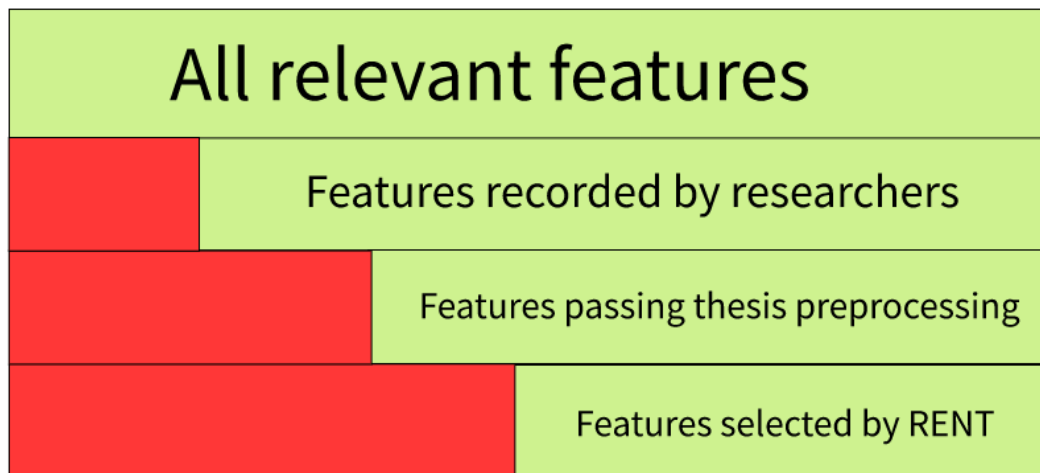 All relevant features
Features recorded by researchers
Features passing thesis preprocessing
Features selected by RENT